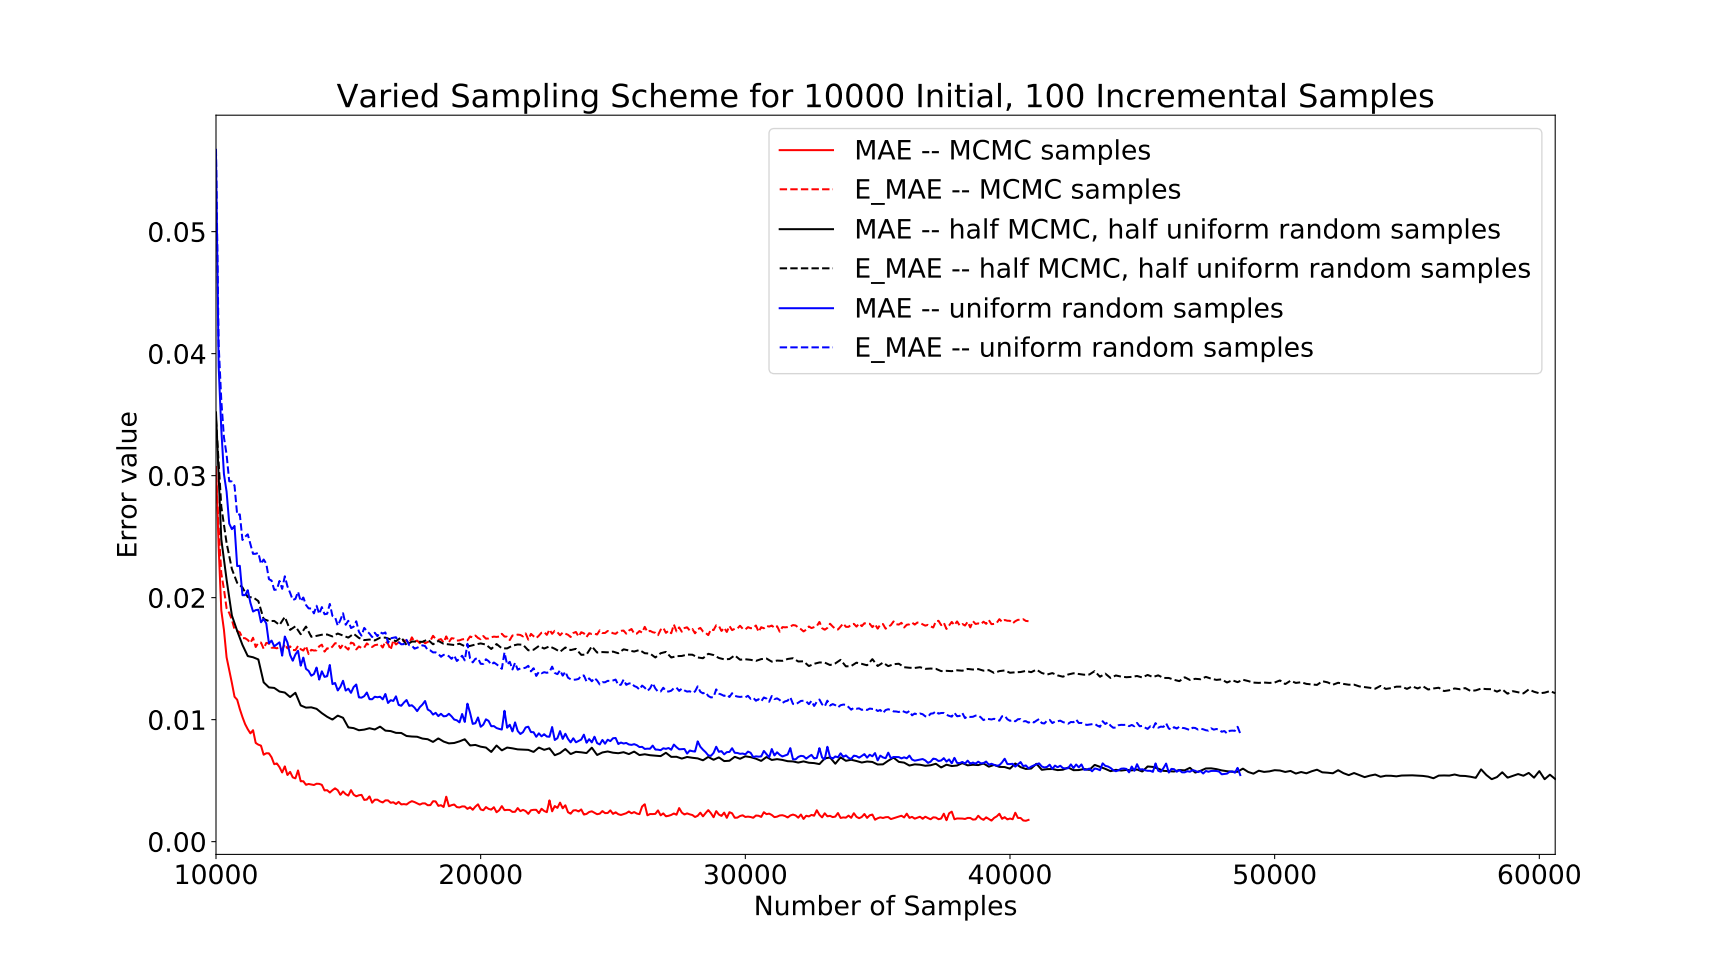 Varied Sampling Scheme for 10000 Initial, 100 Incremental Samples
MAE -- MCMC samples
E_MAE -- MCMC samples
MAE -- half MCMC, half uniform random samples
E_MAE -- half MCMC, half uniform random samples
MAE -- uniform random samples
E_MAE -- uniform random samples
Error value
0.05
0.04
0.03
0.02
0.01
0.00
10000 20000 30000 40000 50000 60000
Number of Samples